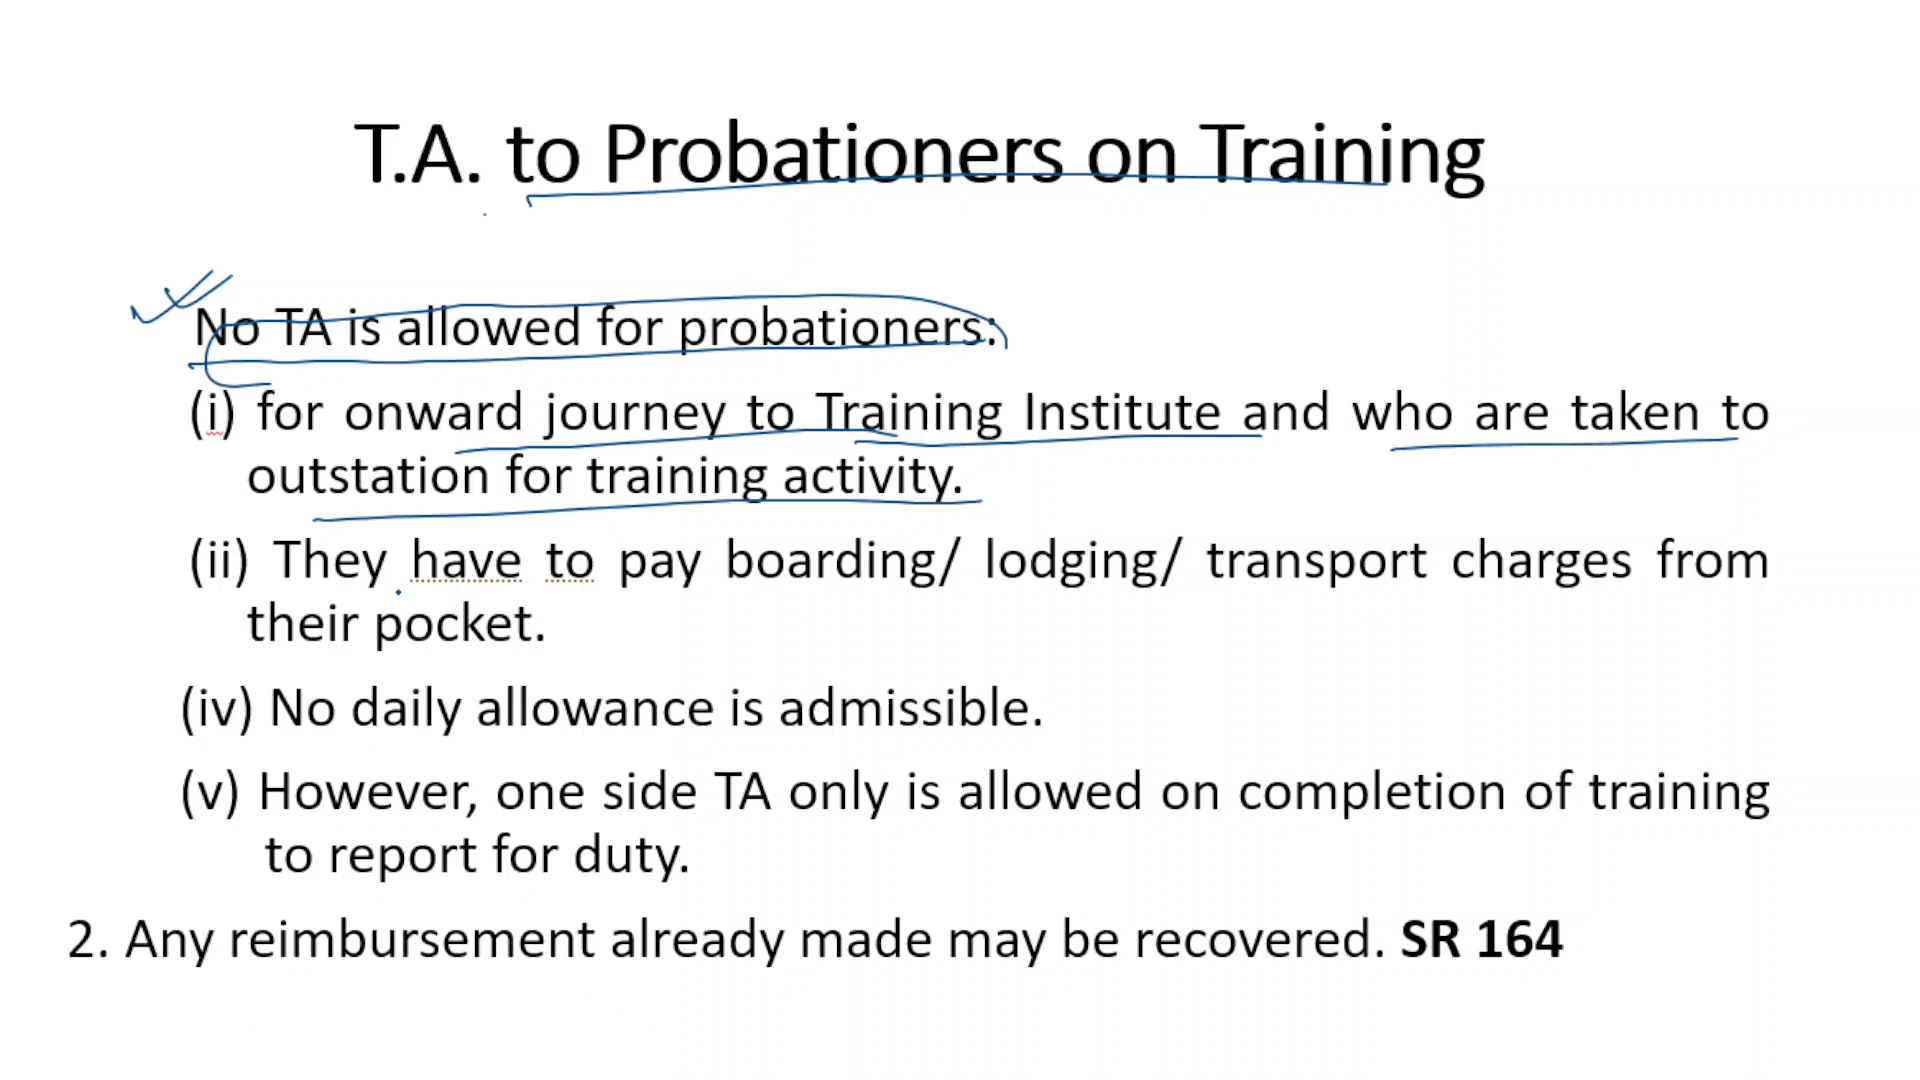 T.A. to Probationers on Training
No TA is allowed for probationers:
(i) for onward journey to Training Institute and who are taken to
outstation for training activity.
(ii) They have to pay boarding/ lodging/ transport charges from
their pocket.
(iv) No daily allowance is admissible.
(v) However, one side TA only is allowed on completion of training
to report for duty.
2. Any reimbursement already made may be recovered. SR 164